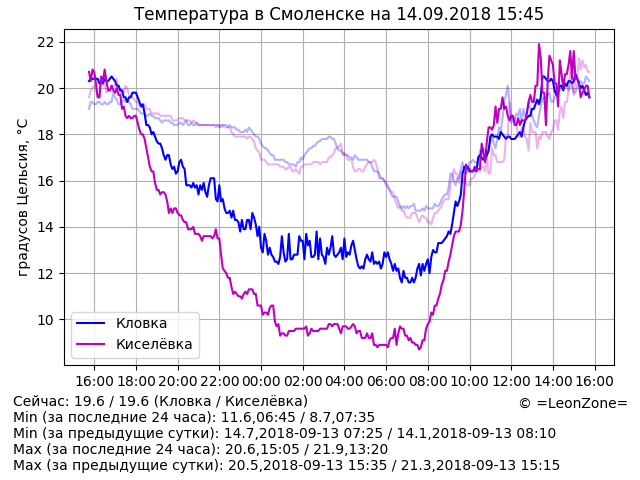 Температура в Смоленске на 14.09.2018 15:45
градусов Цельсия, °C
22
20
18
16
14
12
10
Кловка
Киселёвка
16:00 18:00 20:00 22:00 00:00 02:00 04:00 06:00 08:00 10:00 12:00 14:00 16:00
Сейчас: 19.6 / 19.6 (Кловка / Киселёвка)
© =LeonZone=
Min (за последние 24 часа): 11.6,06:45 / 8.7,07:35
Min (за предыдущие сутки): 14.7,2018-09-13 07:25 / 14.1,2018-09-13 08:10
Max (за последние 24 часа): 20.6,15:05 / 21.9,13:20
Max (за предыдущие сутки): 20.5,2018-09-13 15:35 / 21.3,2018-09-13 15:15